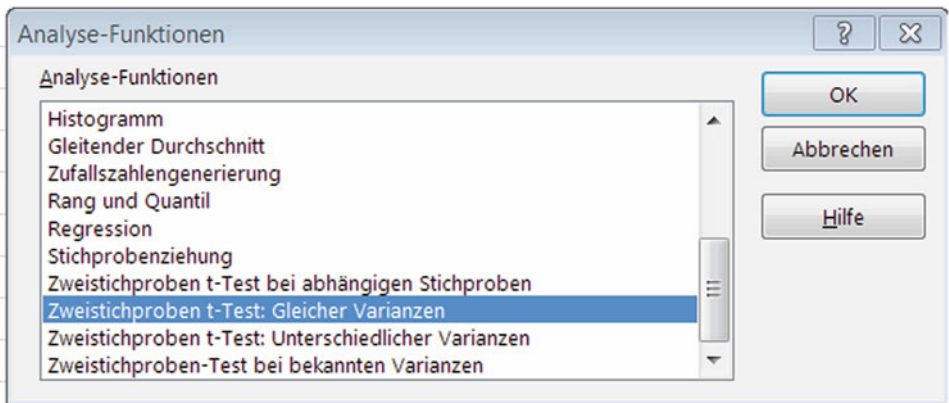 Analyse-Funktionen
Analyse-Funktionen
Histogramm
Gleitender Durchschnitt
Zufallszahlengenerierung
Rang und Quantil
Regression
Stichprobenziehung
Zweistichproben t-Test bei abhängigen Stichproben
Zweistichproben t-Test: Gleicher Varianzen
Zweistichproben t-Test: Unterschiedlicher Varianzen
Zweistichproben-Test bei bekannten Varianzen
OK
Abbrechen
Hilfe